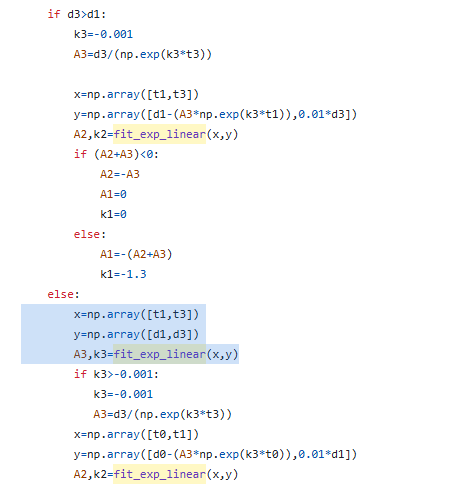 if d3>d1:
k3=-0.001
A3=d3/(np.exp(k3*t3))
x=np.array([t1,t3])
y=np.array([d1-(A3*np.exp(k3*t1)),0.01*d3])
A2,k2=fit_exp_linear(x,y)
if (A2+A3)<0:
A2=-A3
A1=0
k1=0
else:
A1=-(A2+A3)
k1=-1.3
else:
x=np.array([t1,t3])
y=np.array([d1,d3])
A3,k3=fit_exp_linear(x,y)
if k3>-0.001:
k3=-0.001
A3=d3/(np.exp(k3*t3))
x=np.array([t0,t1])
y=np.array([d0-(A3*np.exp(k3*t0)),0.01*d1])
A2,k2=fit_exp_linear(x,y)